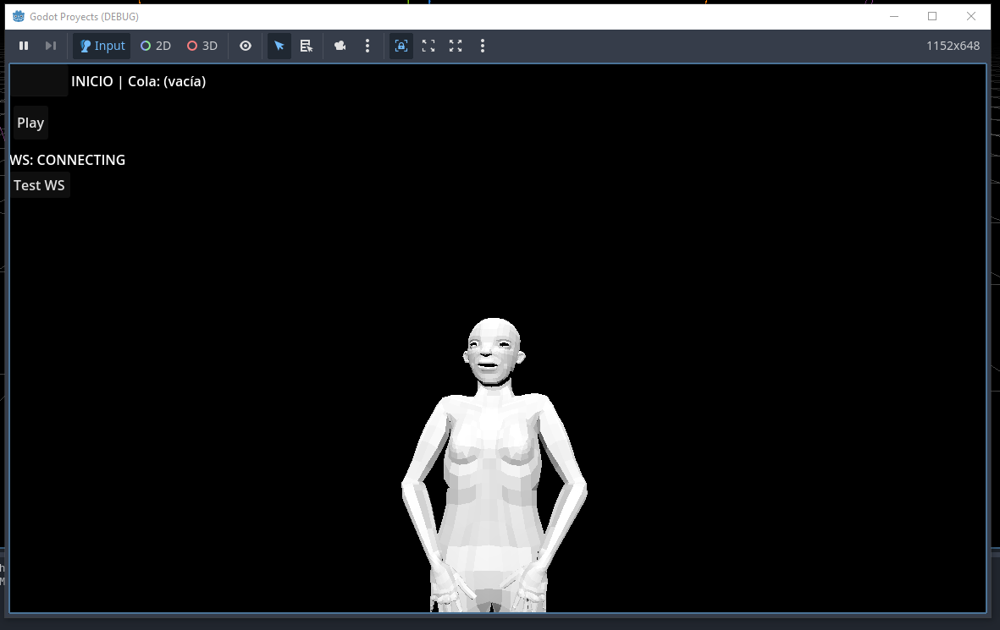 Godot Proyects (DEBUG)
Input 2D 3D 1152x648
INICIO | Cola: (vacía)
Play
WS: CONNECTING
Test WS